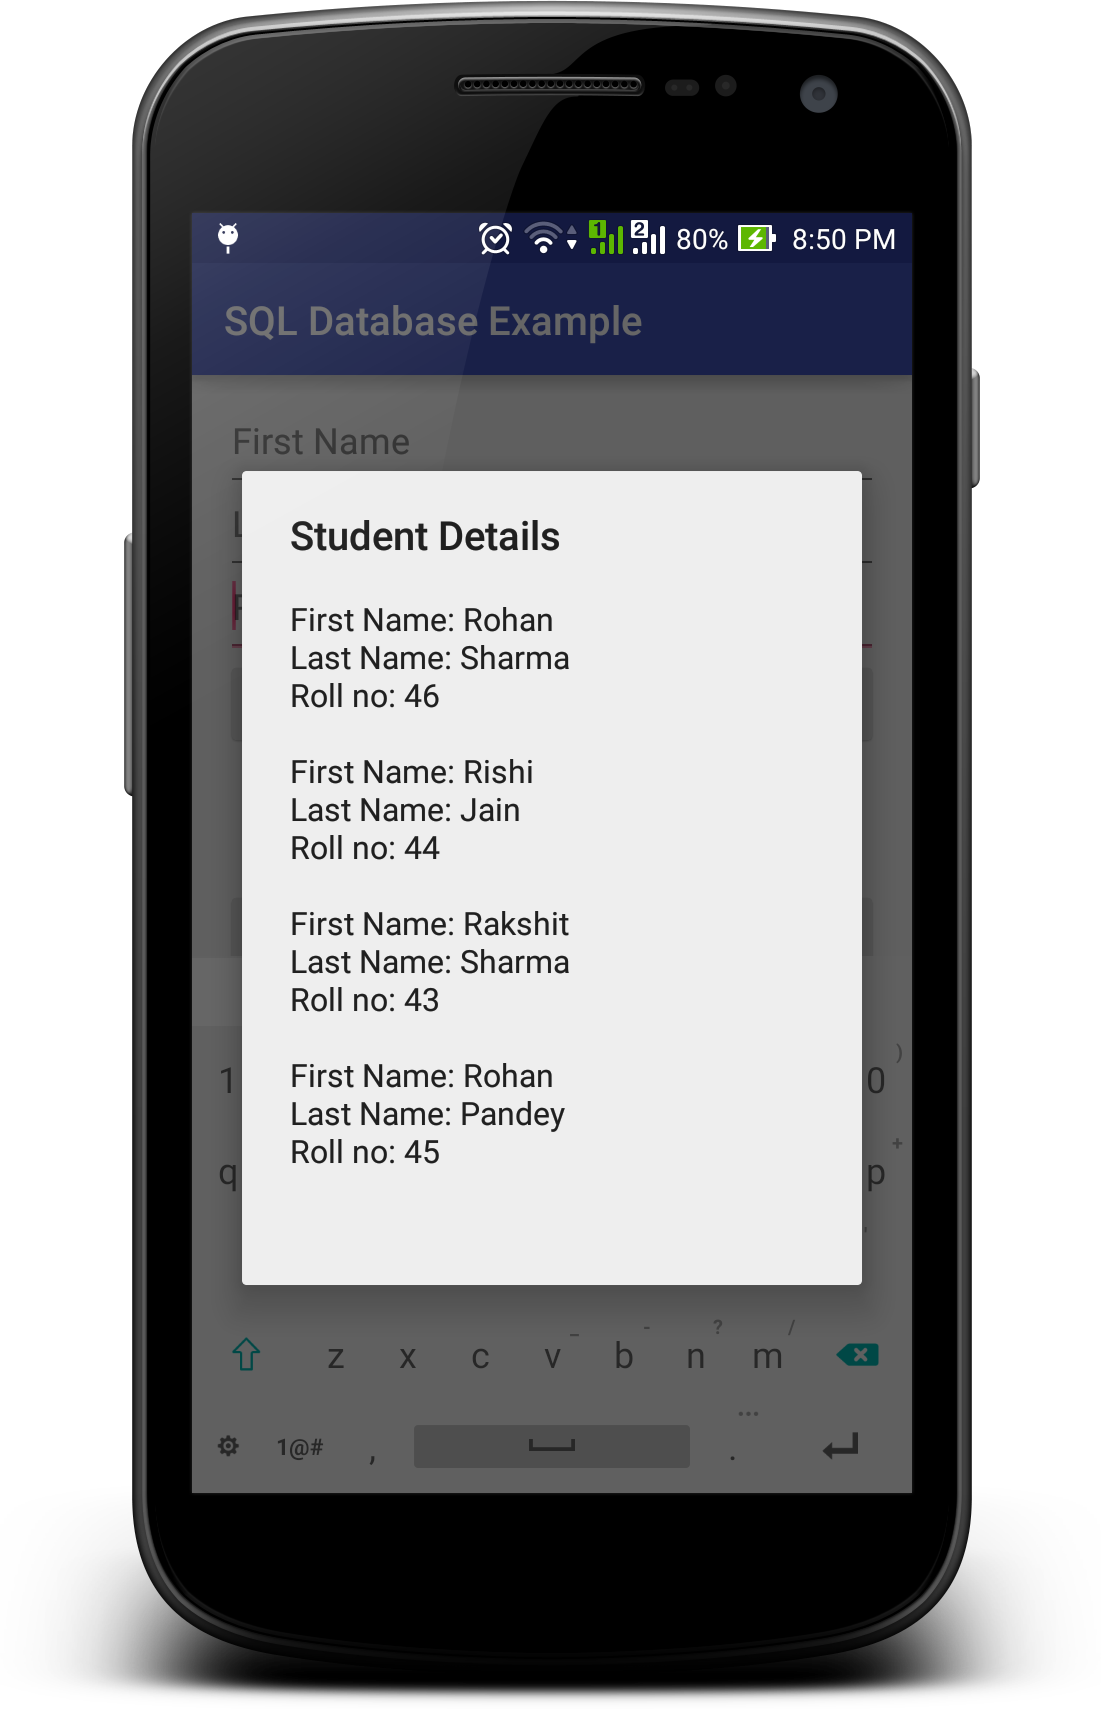 1 2 80% 8:50 PM
SQL Database Example
First Name
Student Details
First Name: Rohan
Last Name: Sharma
Roll no: 46
First Name: Rishi
Last Name: Jain
Roll no: 44
First Name: Rakshit
Last Name: Sharma
Roll no: 43
First Name: Rohan
Last Name: Pandey
Roll no: 45
)
1 0
+
q p
_ - ? /
z x c v b n m
...
1@# , .